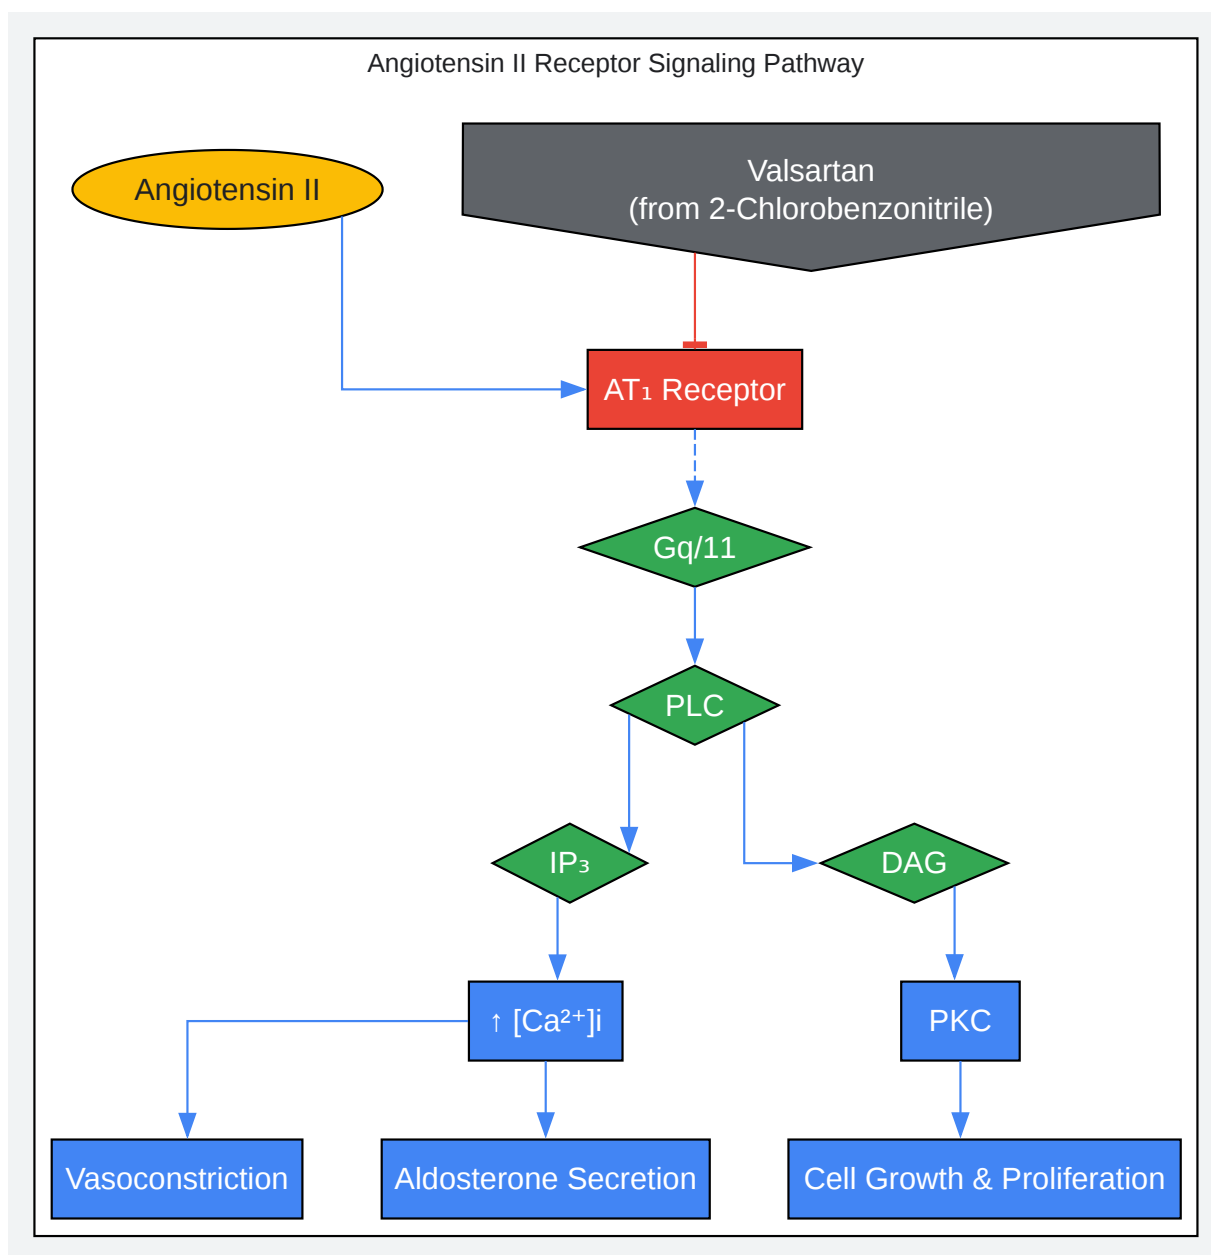 Angiotensin II Receptor Signaling Pathway
Angiotensin II
Valsartan
(from 2-Chlorobenzonitrile)
AT₁ Receptor
Gq/11
PLC
IP₃
DAG
↑ [Ca²⁺]i
PKC
Vasoconstriction
Aldosterone Secretion
Cell Growth & Proliferation